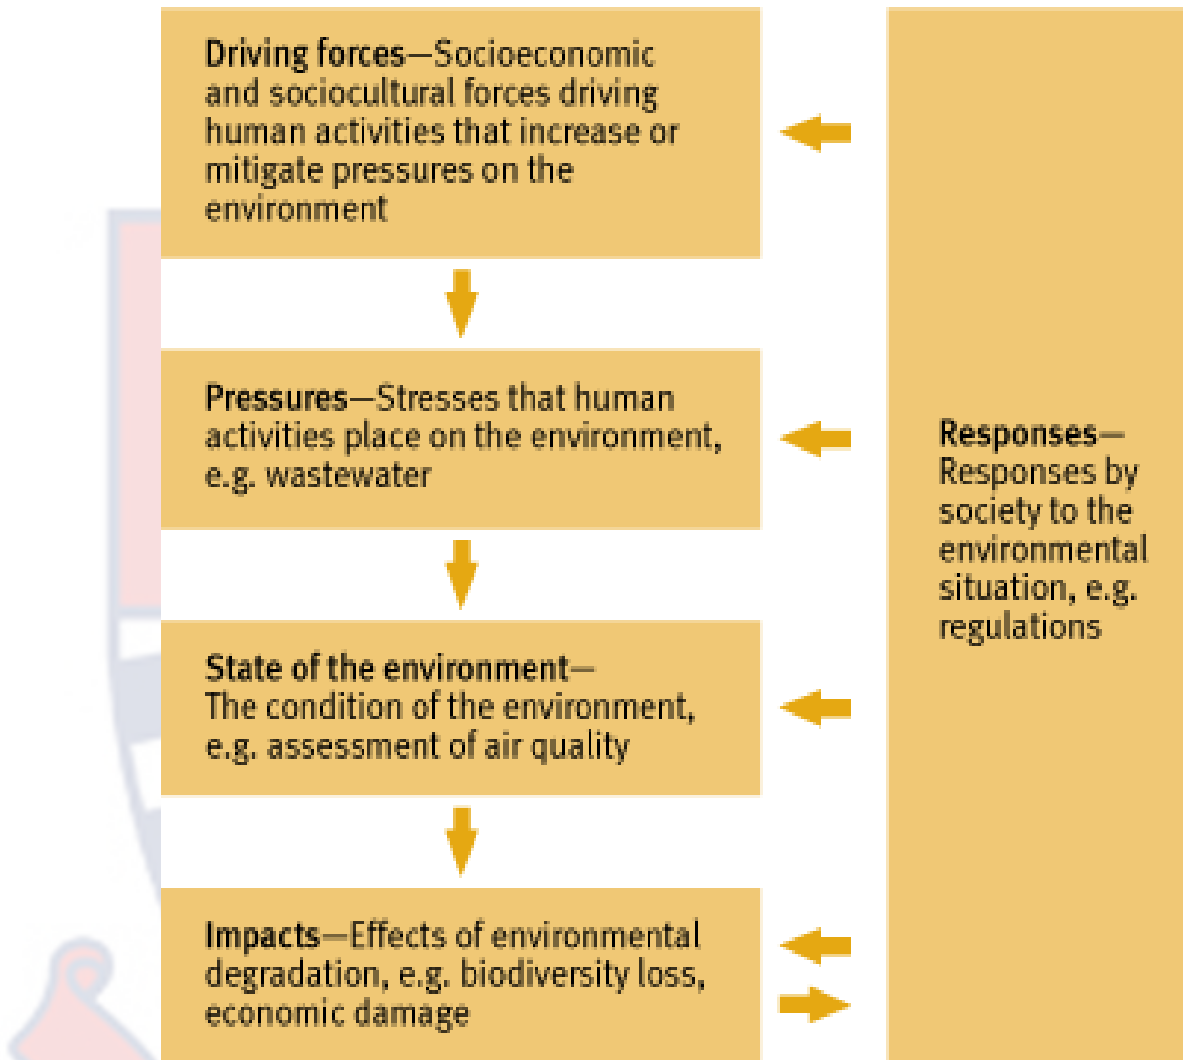 Driving forces—Socioeconomic
and sociocultural forces driving
human activities that increase or
mitigate pressures on the
environment
Pressures—Stresses that human
activities place on the environment,
e.g. wastewater
State of the environment—
The condition of the environment,
e.g. assessment of air quality
Impacts—Effects of environmental
degradation, e.g. biodiversity loss,
economic damage
Responses—
Responses by
society to the
environmental
situation, e.g.
regulations